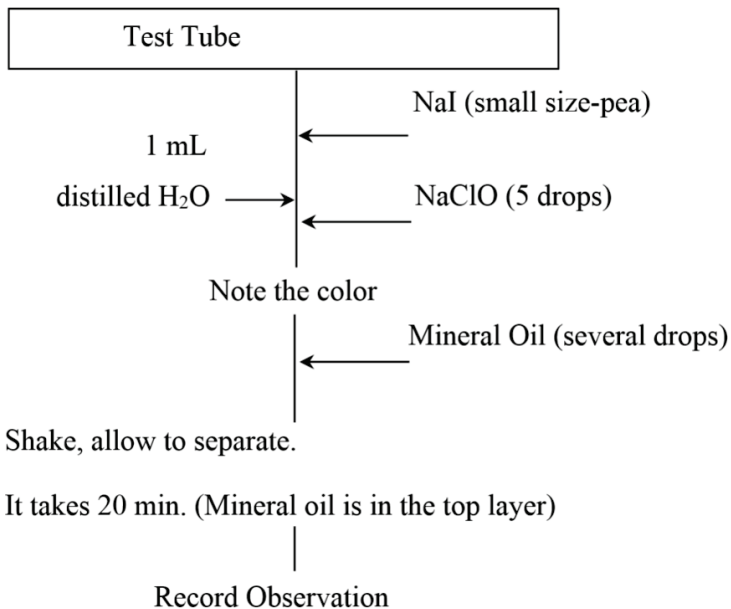 Test Tube
NaI (small size-pea)
1 mL
distilled H₂O
NaClO (5 drops)
Note the color
Mineral Oil (several drops)
Shake, allow to separate.
It takes 20 min. (Mineral oil is in the top layer)
Record Observation